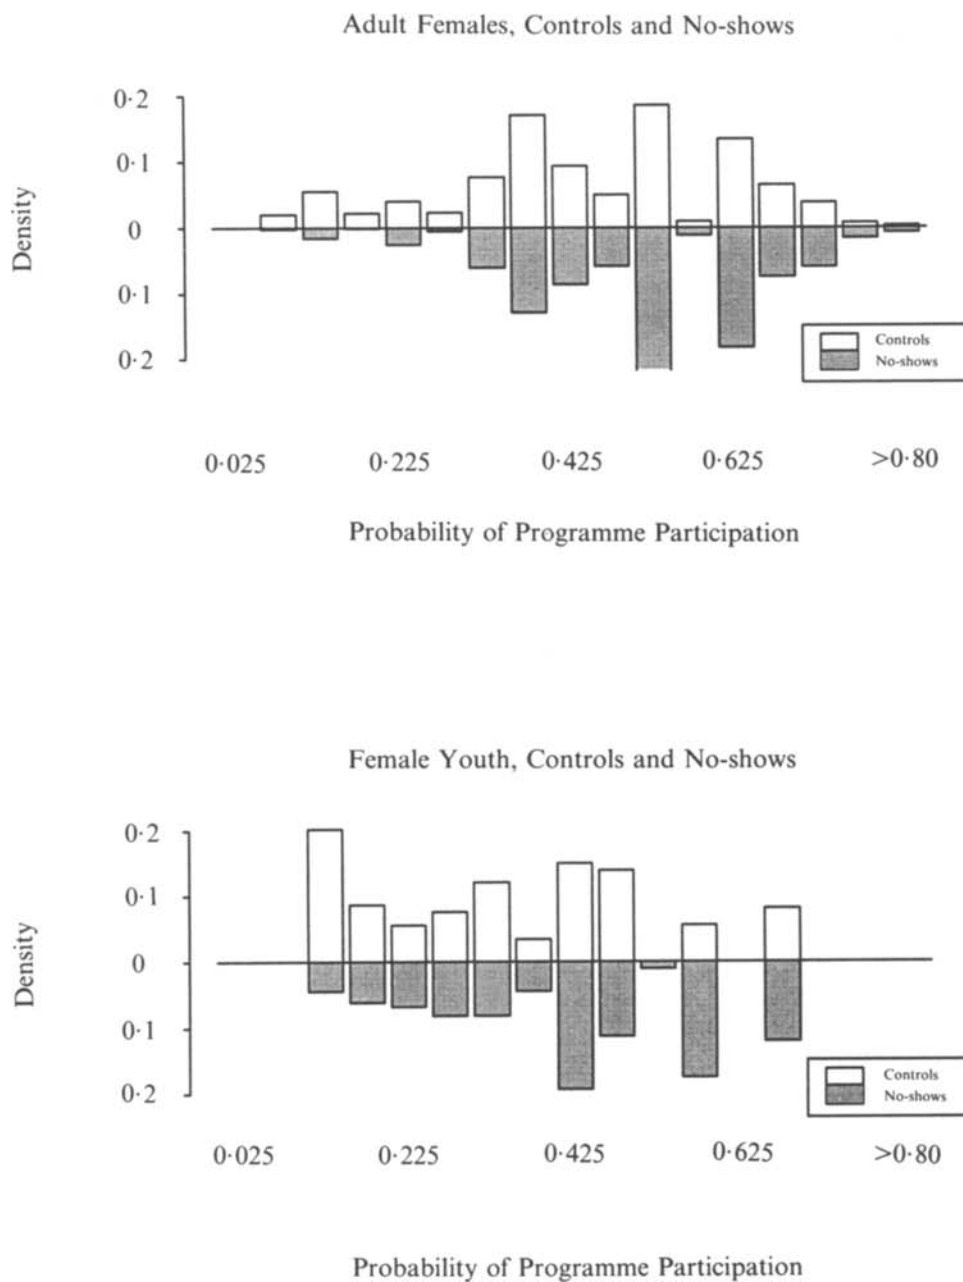 Adult Females, Controls and No-shows
0·2
0·1
0
0·1
0·2
Density
Controls
No-shows
0·025 0·225 0·425 0·625 >0·80
Probability of Programme Participation
Female Youth, Controls and No-shows
0·2
0·1
0
0·1
0·2
Density
Controls
No-shows
0·025 0·225 0·425 0·625 >0·80
Probability of Programme Participation